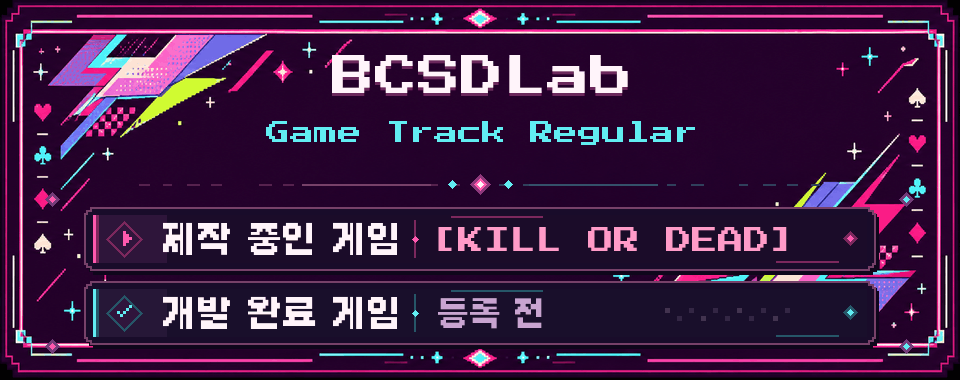 BCSDLab
Game Track Regular
제작 중인 게임 [KILL OR DEAD]
개발 완료 게임 등록 전